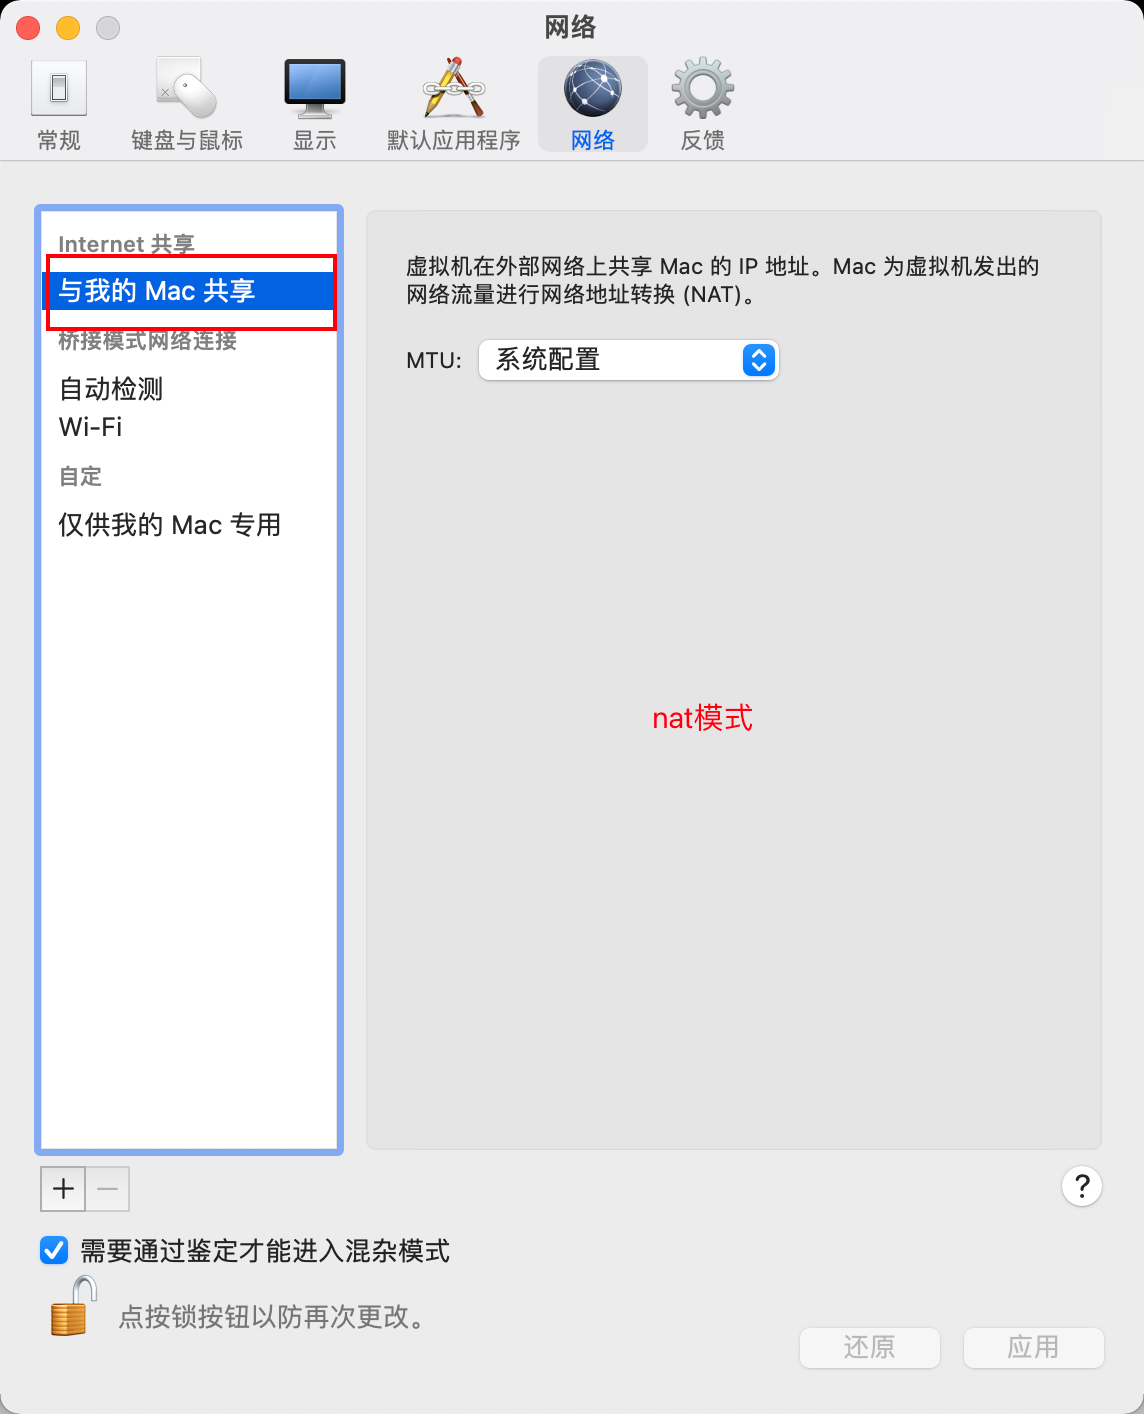 网络
常规
键盘与鼠标
显示
默认应用程序
网络
反馈
Internet 共享
与我的 Mac 共享
桥接模式网络连接
自动检测
Wi-Fi
自定
仅供我的 Mac 专用
虚拟机在外部网络上共享 Mac 的 IP 地址。Mac 为虚拟机发出的
网络流量进行网络地址转换 (NAT)。
MTU: 系统配置
nat模式
?
需要通过鉴定才能进入混杂模式
点按锁按钮以防再次更改。
还原
应用